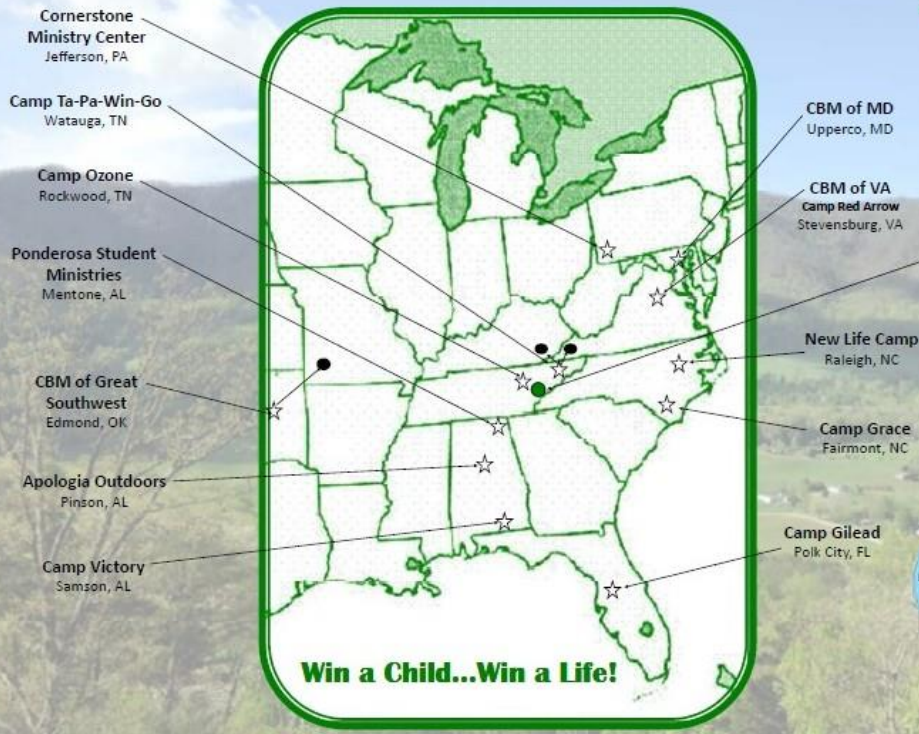 Cornerstone
Ministry Center
Jefferson, PA
Camp Ta-Pa-Win-Go
Watauga, TN
Camp Ozone
Rockwood, TN
Ponderosa Student
Ministries
Mentone, AL
CBM of Great
Southwest
Edmond, OK
Apologia Outdoors
Pinson, AL
Camp Victory
Samson, AL
CBM of MD
Upperco, MD
CBM of VA
Camp Red Arrow
Stevensburg, VA
New Life Camp
Raleigh, NC
Camp Grace
Fairmont, NC
Camp Gilead
Polk City, FL
Win a Child...Win a Life!